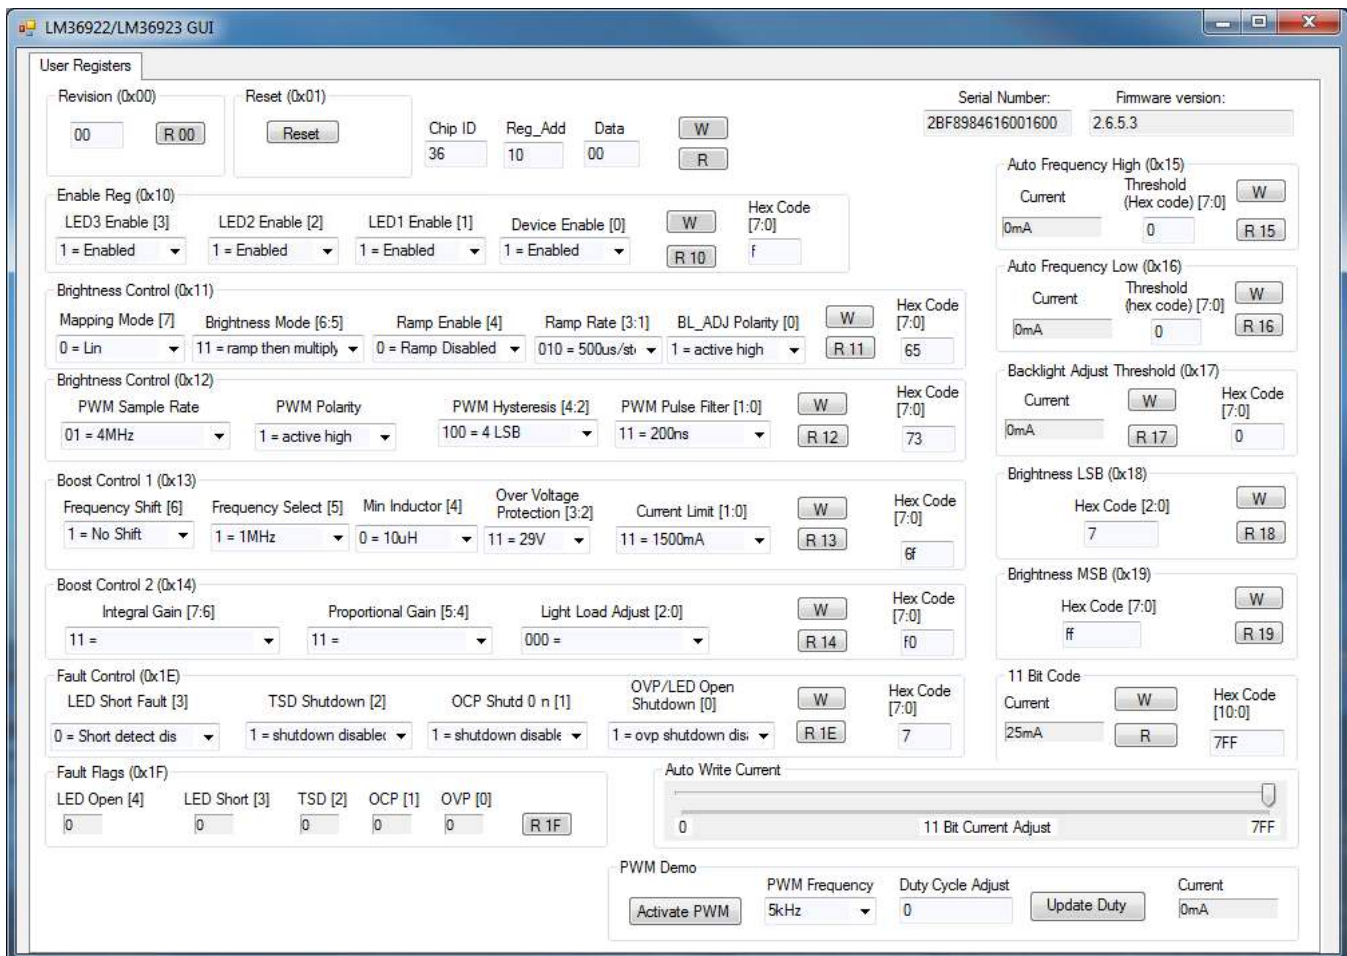 LM36922/LM36923 GUI
User Registers
Revision (0x00)
00
R 00
Reset (0x01)
Reset
Chip ID Reg_Add Data
36 10 00
W
R
Serial Number: Firmware version:
2BF8984616001600 2.6.5.3
Enable Reg (0x10)
LED3 Enable [3] LED2 Enable [2] LED1 Enable [1] Device Enable [0]
1 = Enabled 1 = Enabled 1 = Enabled 1 = Enabled
W
R 10
Hex Code
[7:0]
f
Brightness Control (0x11)
Mapping Mode [7] Brightness Mode [6:5] Ramp Enable [4] Ramp Rate [3:1] BL_ADJ Polarity [0]
0 = Lin 11 = ramp then multiply 0 = Ramp Disabled 010 = 500us/st 1 = active high
W
R 11
Hex Code
[7:0]
65
Brightness Control (0x12)
PWM Sample Rate PWM Polarity PWM Hysteresis [4:2] PWM Pulse Filter [1:0]
01 = 4MHz 1 = active high 100 = 4 LSB 11 = 200ns
W
R 12
Hex Code
[7:0]
73
Boost Control 1 (0x13)
Frequency Shift [6] Frequency Select [5] Min Inductor [4] Over Voltage
Protection [3:2] Current Limit [1:0]
1 = No Shift 1 = 1MHz 0 = 10uH 11 = 29V 11 = 1500mA
W
R 13
Hex Code
[7:0]
6f
Boost Control 2 (0x14)
Integral Gain [7:6] Proportional Gain [5:4] Light Load Adjust [2:0]
11 = 11 = 000 =
W
R 14
Hex Code
[7:0]
f0
Fault Control (0x1E)
LED Short Fault [3] TSD Shutdown [2] OCP Shutd 0 n [1] OVP/LED Open
Shutdown [0]
0 = Short detect dis 1 = shutdown disablec 1 = shutdown disable 1 = ovp shutdown dis
W
R 1E
Hex Code
[7:0]
7
Fault Flags (0x1F)
LED Open [4] LED Short [3] TSD [2] OCP [1] OVP [0]
0 0 0 0 0
R 1F
Auto Frequency High (0x15)
Current Threshold
(Hex code) [7:0]
0mA 0
W
R 15
Auto Frequency Low (0x16)
Current Threshold
(hex code) [7:0]
0mA 0
W
R 16
Backlight Adjust Threshold (0x17)
Current
0mA
W
R 17
Hex Code
[7:0]
0
Brightness LSB (0x18)
Hex Code [2:0]
7
W
R 18
Brightness MSB (0x19)
Hex Code [7:0]
ff
W
R 19
11 Bit Code
Current
25mA
W
R
Hex Code
[10:0]
7FF
Auto Write Current
0 11 Bit Current Adjust 7FF
PWM Demo
PWM Frequency Duty Cycle Adjust Current
Activate PWM 5kHz 0 Update Duty 0mA